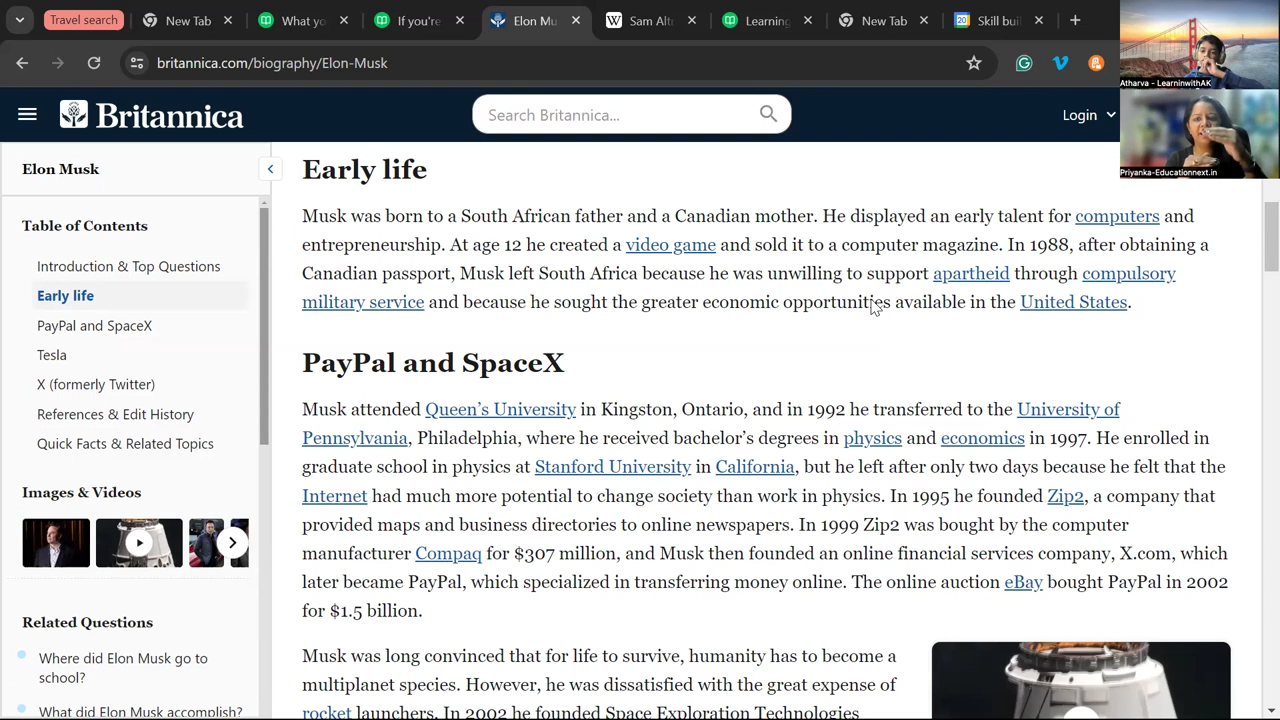 Travel search
New Tab
What yo
If you're
Elon Mu
Sam Alt
Learning
New Tab
20
Skill bui
britannica.com/biography/Elon-Musk
Atharva - LearninwithAK
Priyanka-Educationnext.in
Britannica
Search Britannica...
Login
Elon Musk
Table of Contents
Introduction & Top Questions
Early life
PayPal and SpaceX
Tesla
X (formerly Twitter)
References & Edit History
Quick Facts & Related Topics
Images & Videos
Related Questions
Where did Elon Musk go to
school?
What did Elon Musk accomplish?
Early life
Musk was born to a South African father and a Canadian mother. He displayed an early talent for computers and
entrepreneurship. At age 12 he created a video game and sold it to a computer magazine. In 1988, after obtaining a
Canadian passport, Musk left South Africa because he was unwilling to support apartheid through compulsory
military service and because he sought the greater economic opportunities available in the United States.
PayPal and SpaceX
Musk attended Queen's University in Kingston, Ontario, and in 1992 he transferred to the University of
Pennsylvania, Philadelphia, where he received bachelor's degrees in physics and economics in 1997. He enrolled in
graduate school in physics at Stanford University in California, but he left after only two days because he felt that the
Internet had much more potential to change society than work in physics. In 1995 he founded Zip2, a company that
provided maps and business directories to online newspapers. In 1999 Zip2 was bought by the computer
manufacturer Compaq for $307 million, and Musk then founded an online financial services company, X.com, which
later became PayPal, which specialized in transferring money online. The online auction eBay bought PayPal in 2002
for $1.5 billion.
Musk was long convinced that for life to survive, humanity has to become a
multiplanet species. However, he was dissatisfied with the great expense of
rocket launchers. In 2002 he founded Space Exploration Technologies